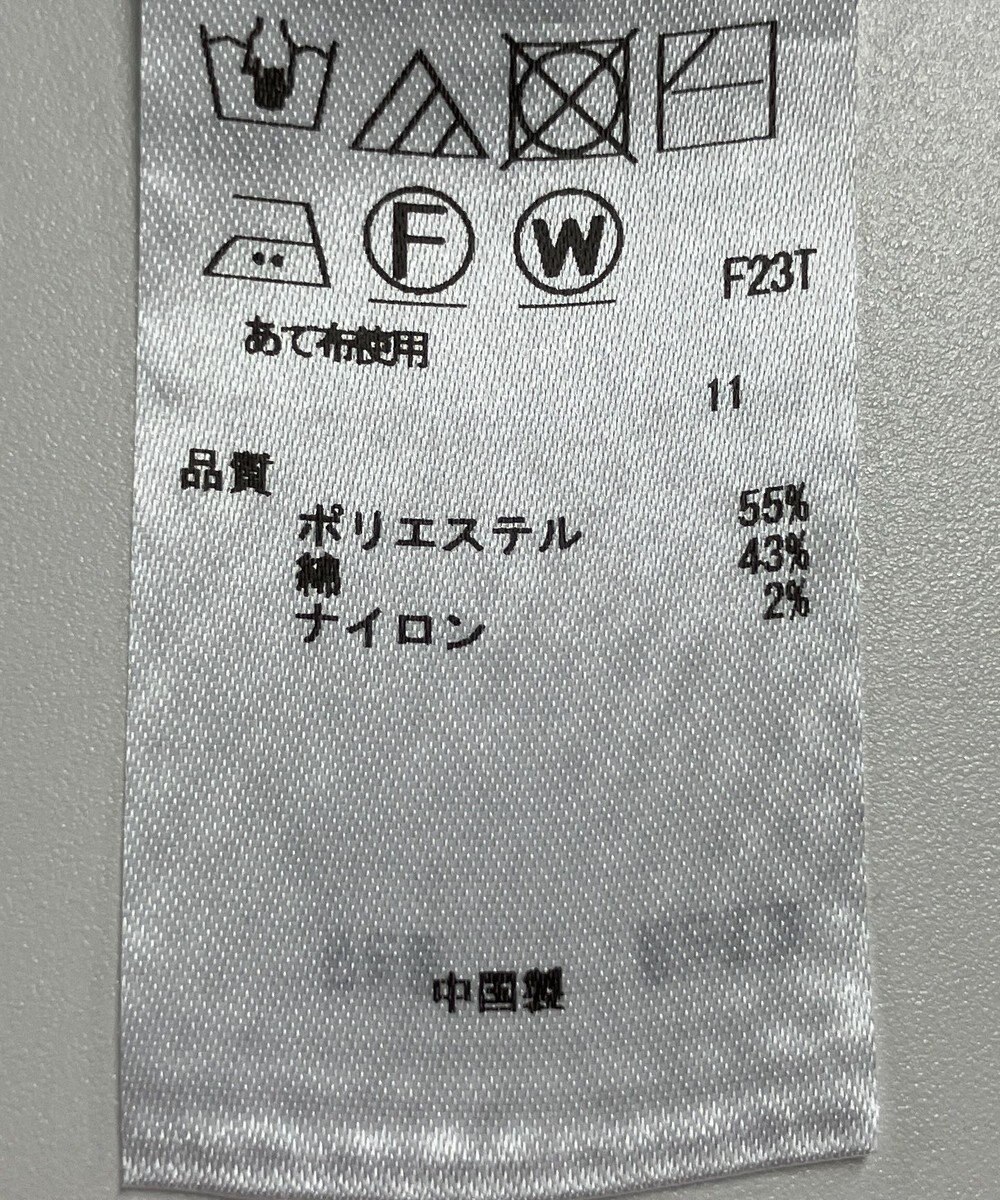 F
W
F23T
あて布使用
11
品質
ポリエステル 55%
綿 43%
ナイロン 2%
中国製